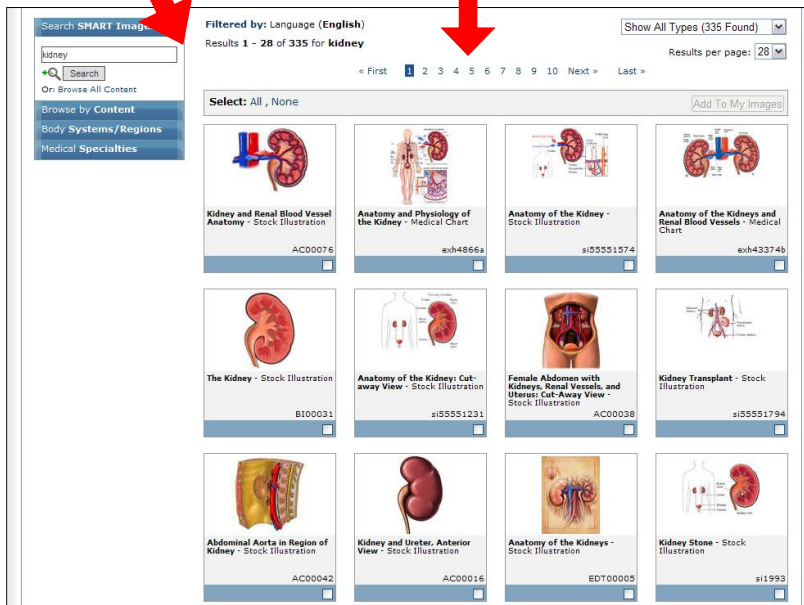 Search SMART Imag
kidney
Search
Or: Browse All Content
Browse by Content
Body Systems/Regions
Medical Specialties
Filtered by: Language (English)
Results 1 - 28 of 335 for kidney
Show All Types (335 Found)
Results per page: 28
« First 1 2 3 4 5 6 7 8 9 10 Next » Last »
Select: All , None
Add To My Images
Kidney and Renal Blood Vessel
Anatomy - Stock Illustration
AC00076
Anatomy and Physiology of
the Kidney - Medical Chart
exh4866a
Anatomy of the Kidney -
Stock Illustration
si55551574
Anatomy of the Kidneys and
Renal Blood Vessels - Medical
Chart
exh43374b
The Kidney - Stock Illustration
BI00031
Anatomy of the Kidney: Cut-
away View - Stock Illustration
si55551231
Female Abdomen with
Kidneys, Renal Vessels, and
Uterus: Cut-Away View -
Stock Illustration
AC00038
Kidney Transplant - Stock
Illustration
si55551794
Abdominal Aorta in Region of
Kidney - Stock Illustration
AC00042
Kidney and Ureter, Anterior
View - Stock Illustration
AC00016
Anatomy of the Kidneys -
Stock Illustration
EDT00005
Kidney Stone - Stock
Illustration
si1993